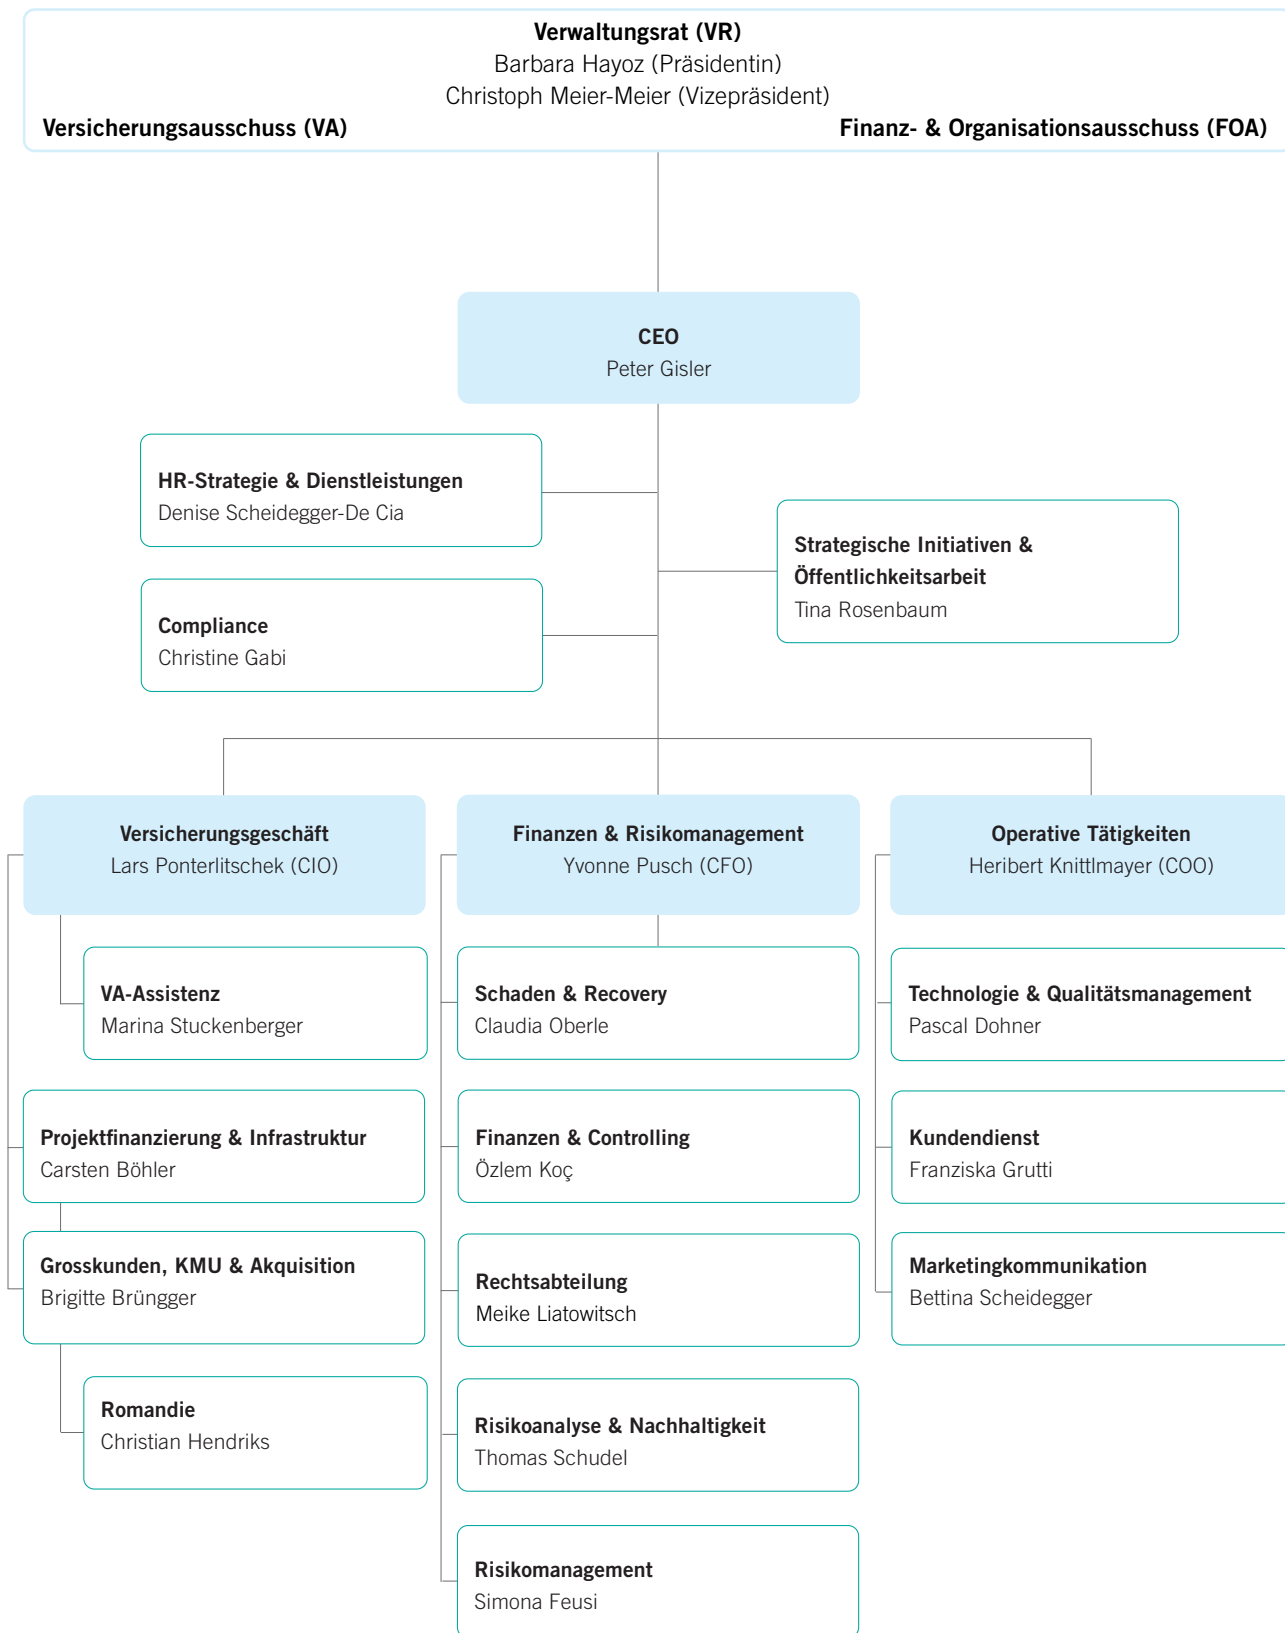 Verwaltungsrat (VR)
Barbara Hayoz (Präsidentin)
Christoph Meier-Meier (Vizepräsident)
Versicherungsausschuss (VA)
Finanz- & Organisationsausschuss (FOA)
CEO
Peter Gisler
HR-Strategie & Dienstleistungen
Denise Scheidegger-De Cia
Strategische Initiativen &
Öffentlichkeitsarbeit
Tina Rosenbaum
Compliance
Christine Gabi
Versicherungsgeschäft
Lars Ponterlitschek (CIO)
Finanzen & Risikomanagement
Yvonne Pusch (CFO)
Operative Tätigkeiten
Heribert Knittlmayer (COO)
VA-Assistenz
Marina Stuckenberger
Schaden & Recovery
Claudia Oberle
Technologie & Qualitätsmanagement
Pascal Dohner
Projektfinanzierung & Infrastruktur
Carsten Böhler
Finanzen & Controlling
Özlem Koç
Kundendienst
Franziska Grutti
Grosskunden, KMU & Akquisition
Brigitte Brüngger
Rechtsabteilung
Meike Liatowitsch
Marketingkommunikation
Bettina Scheidegger
Romandie
Christian Hendriks
Risikoanalyse & Nachhaltigkeit
Thomas Schudel
Risikomanagement
Simona Feusi